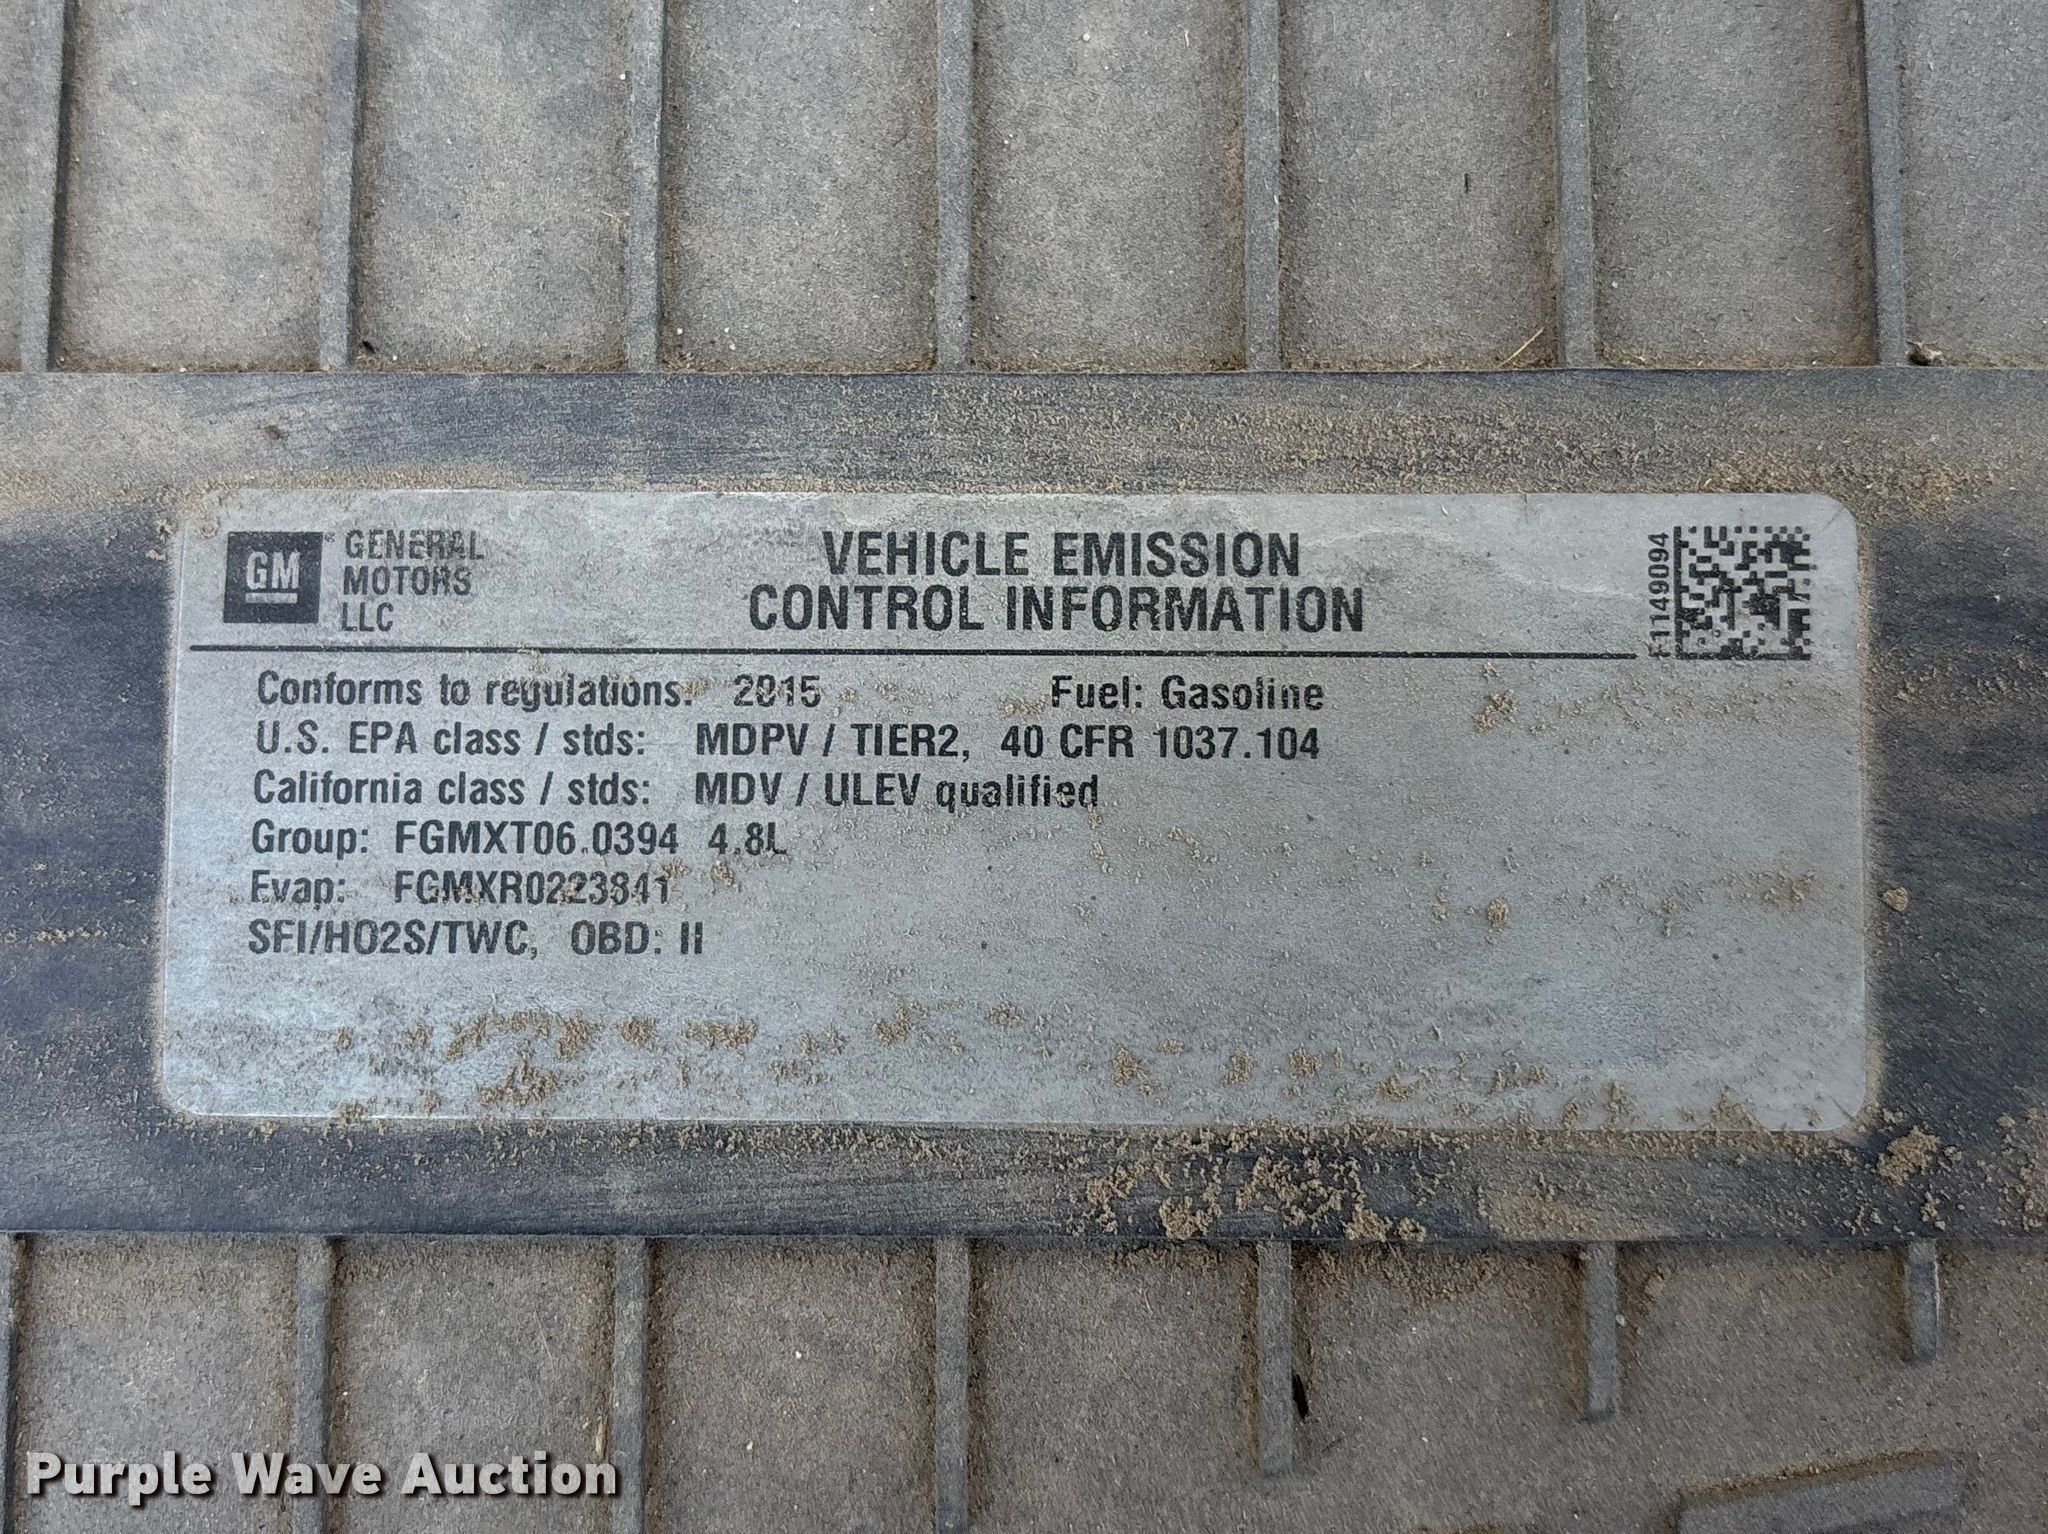 GM
®
GENERAL
MOTORS
LLC
VEHICLE EMISSION
CONTROL INFORMATION
F1149094
Conforms to regulations: 2015 Fuel: Gasoline
U.S. EPA class / stds: MDPV / TIER2, 40 CFR 1037.104
California class / stds: MDV / ULEV qualified
Group: FGMXT06.0394 4.8L
Evap: FGMXR0223841
SFI/HO2S/TWC, OBD: II
Purple Wave Auction